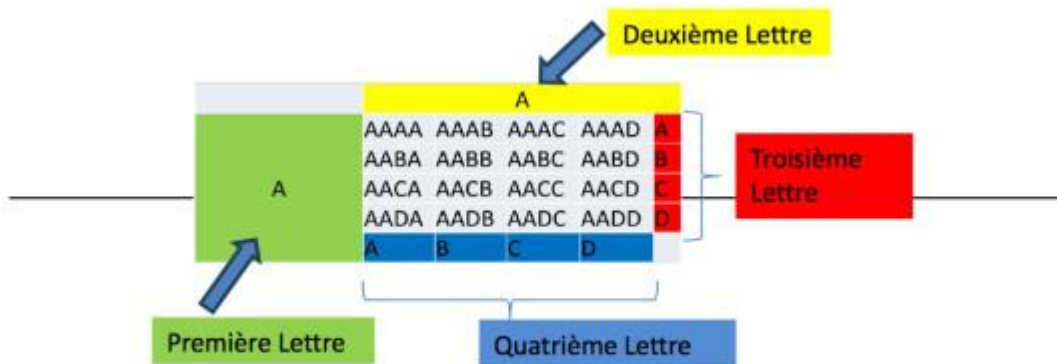 Deuxième Lettre
A
AAAA AAAB AAAC AAAD A
AABA AABB AABC AABD B
Troisième
Lettre
A
AACA AACB AACC AACD C
AADA AADB AADC AADD D
A B C D
Première Lettre
Quatrième Lettre